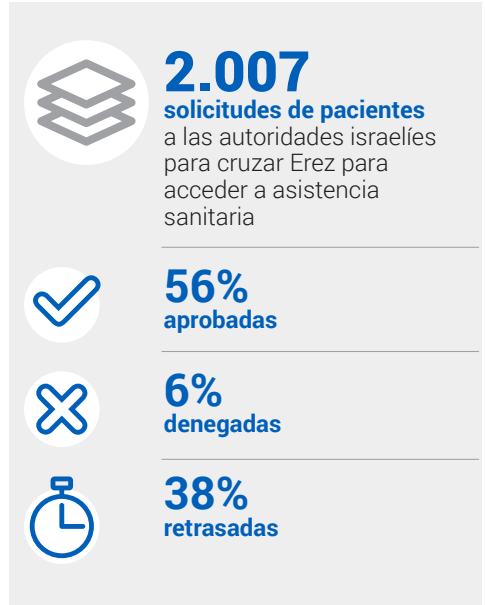 2.007
solicitudes de pacientes
a las autoridades israelíes
para cruzar Erez para
acceder a asistencia
sanitaria
56%
aprobadas
6%
denegadas
38%
retrasadas